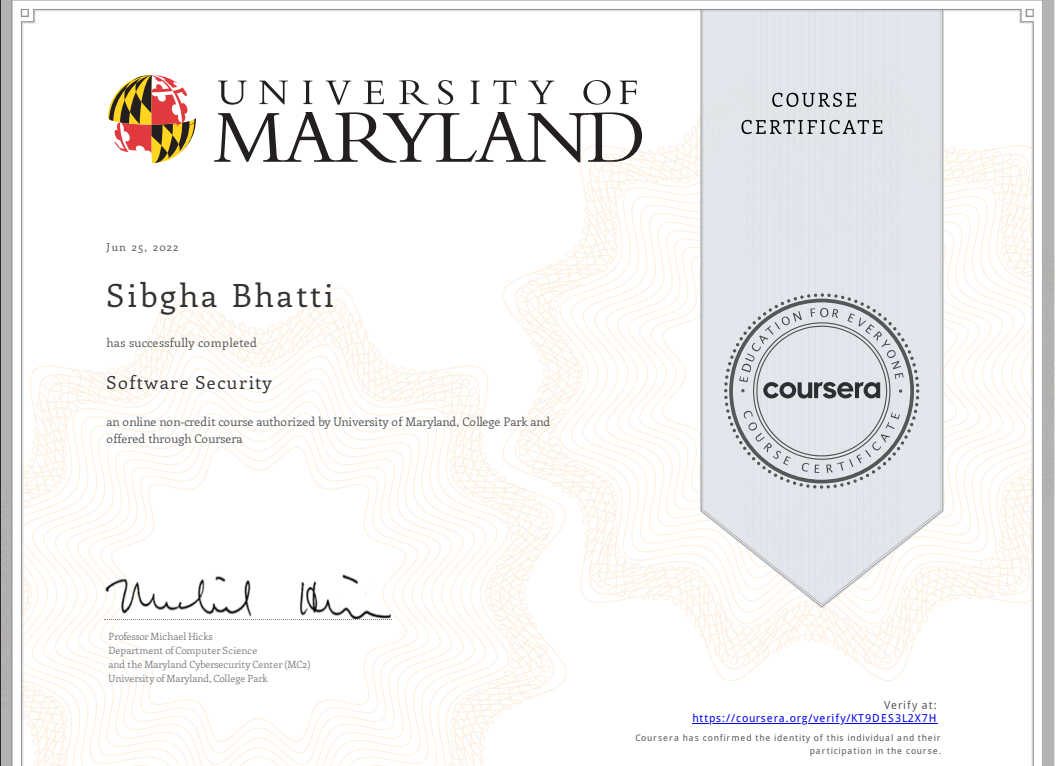 UNIVERSITY OF
MARYLAND
COURSE
CERTIFICATE
Jun 25, 2022
Sibgha Bhatti
has successfully completed
Software Security
an online non-credit course authorized by University of Maryland, College Park and
offered through Coursera
EDUCATION FOR EVERYONE
coursera
COURSE CERTIFICATE
Michael Hicks
Professor Michael Hicks
Department of Computer Science
and the Maryland Cybersecurity Center (MC2)
University of Maryland, College Park
Verify at:
https://coursera.org/verify/KT9DES3L2X7H
Coursera has confirmed the identity of this individual and their
participation in the course.